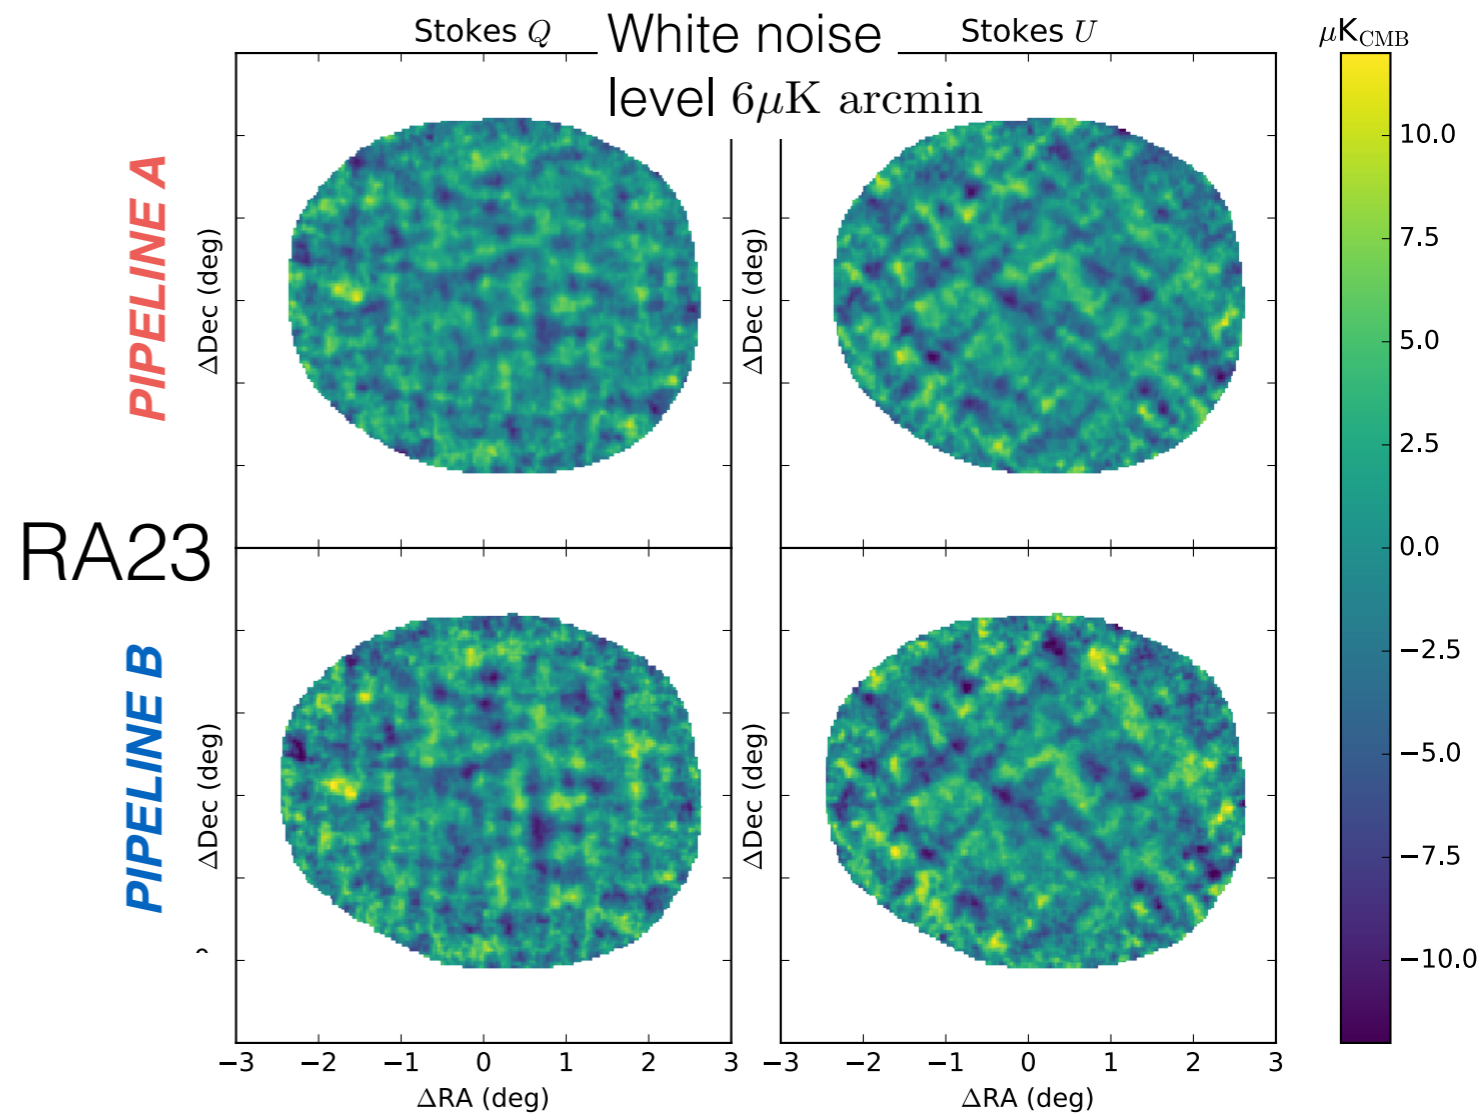 Stokes Q
White noise
Stokes U
μK_CMB
level 6μK arcmin
PIPELINE A
ΔDec (deg)
ΔDec (deg)
10.0
7.5
5.0
2.5
0.0
−2.5
−5.0
−7.5
−10.0
RA23
PIPELINE B
ΔDec (deg)
ΔDec (deg)
−3 −2 −1 0 1 2 3
−3 −2 −1 0 1 2 3
ΔRA (deg)
ΔRA (deg)